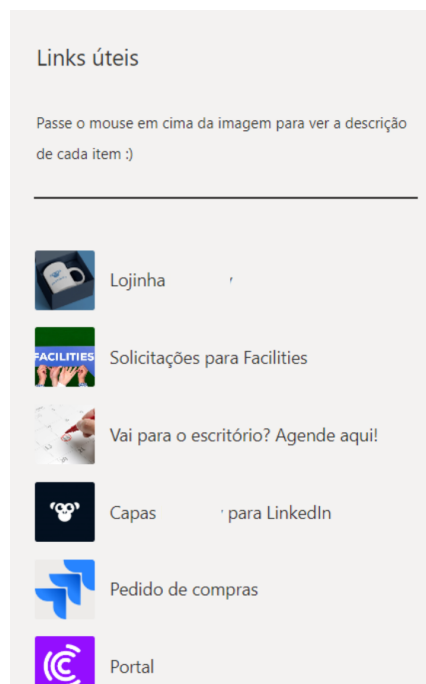 Links úteis
Passe o mouse em cima da imagem para ver a descrição
de cada item :)
Lojinha
FACILITIES
Solicitações para Facilities
Vai para o escritório? Agende aqui!
Capas para LinkedIn
Pedido de compras
Portal